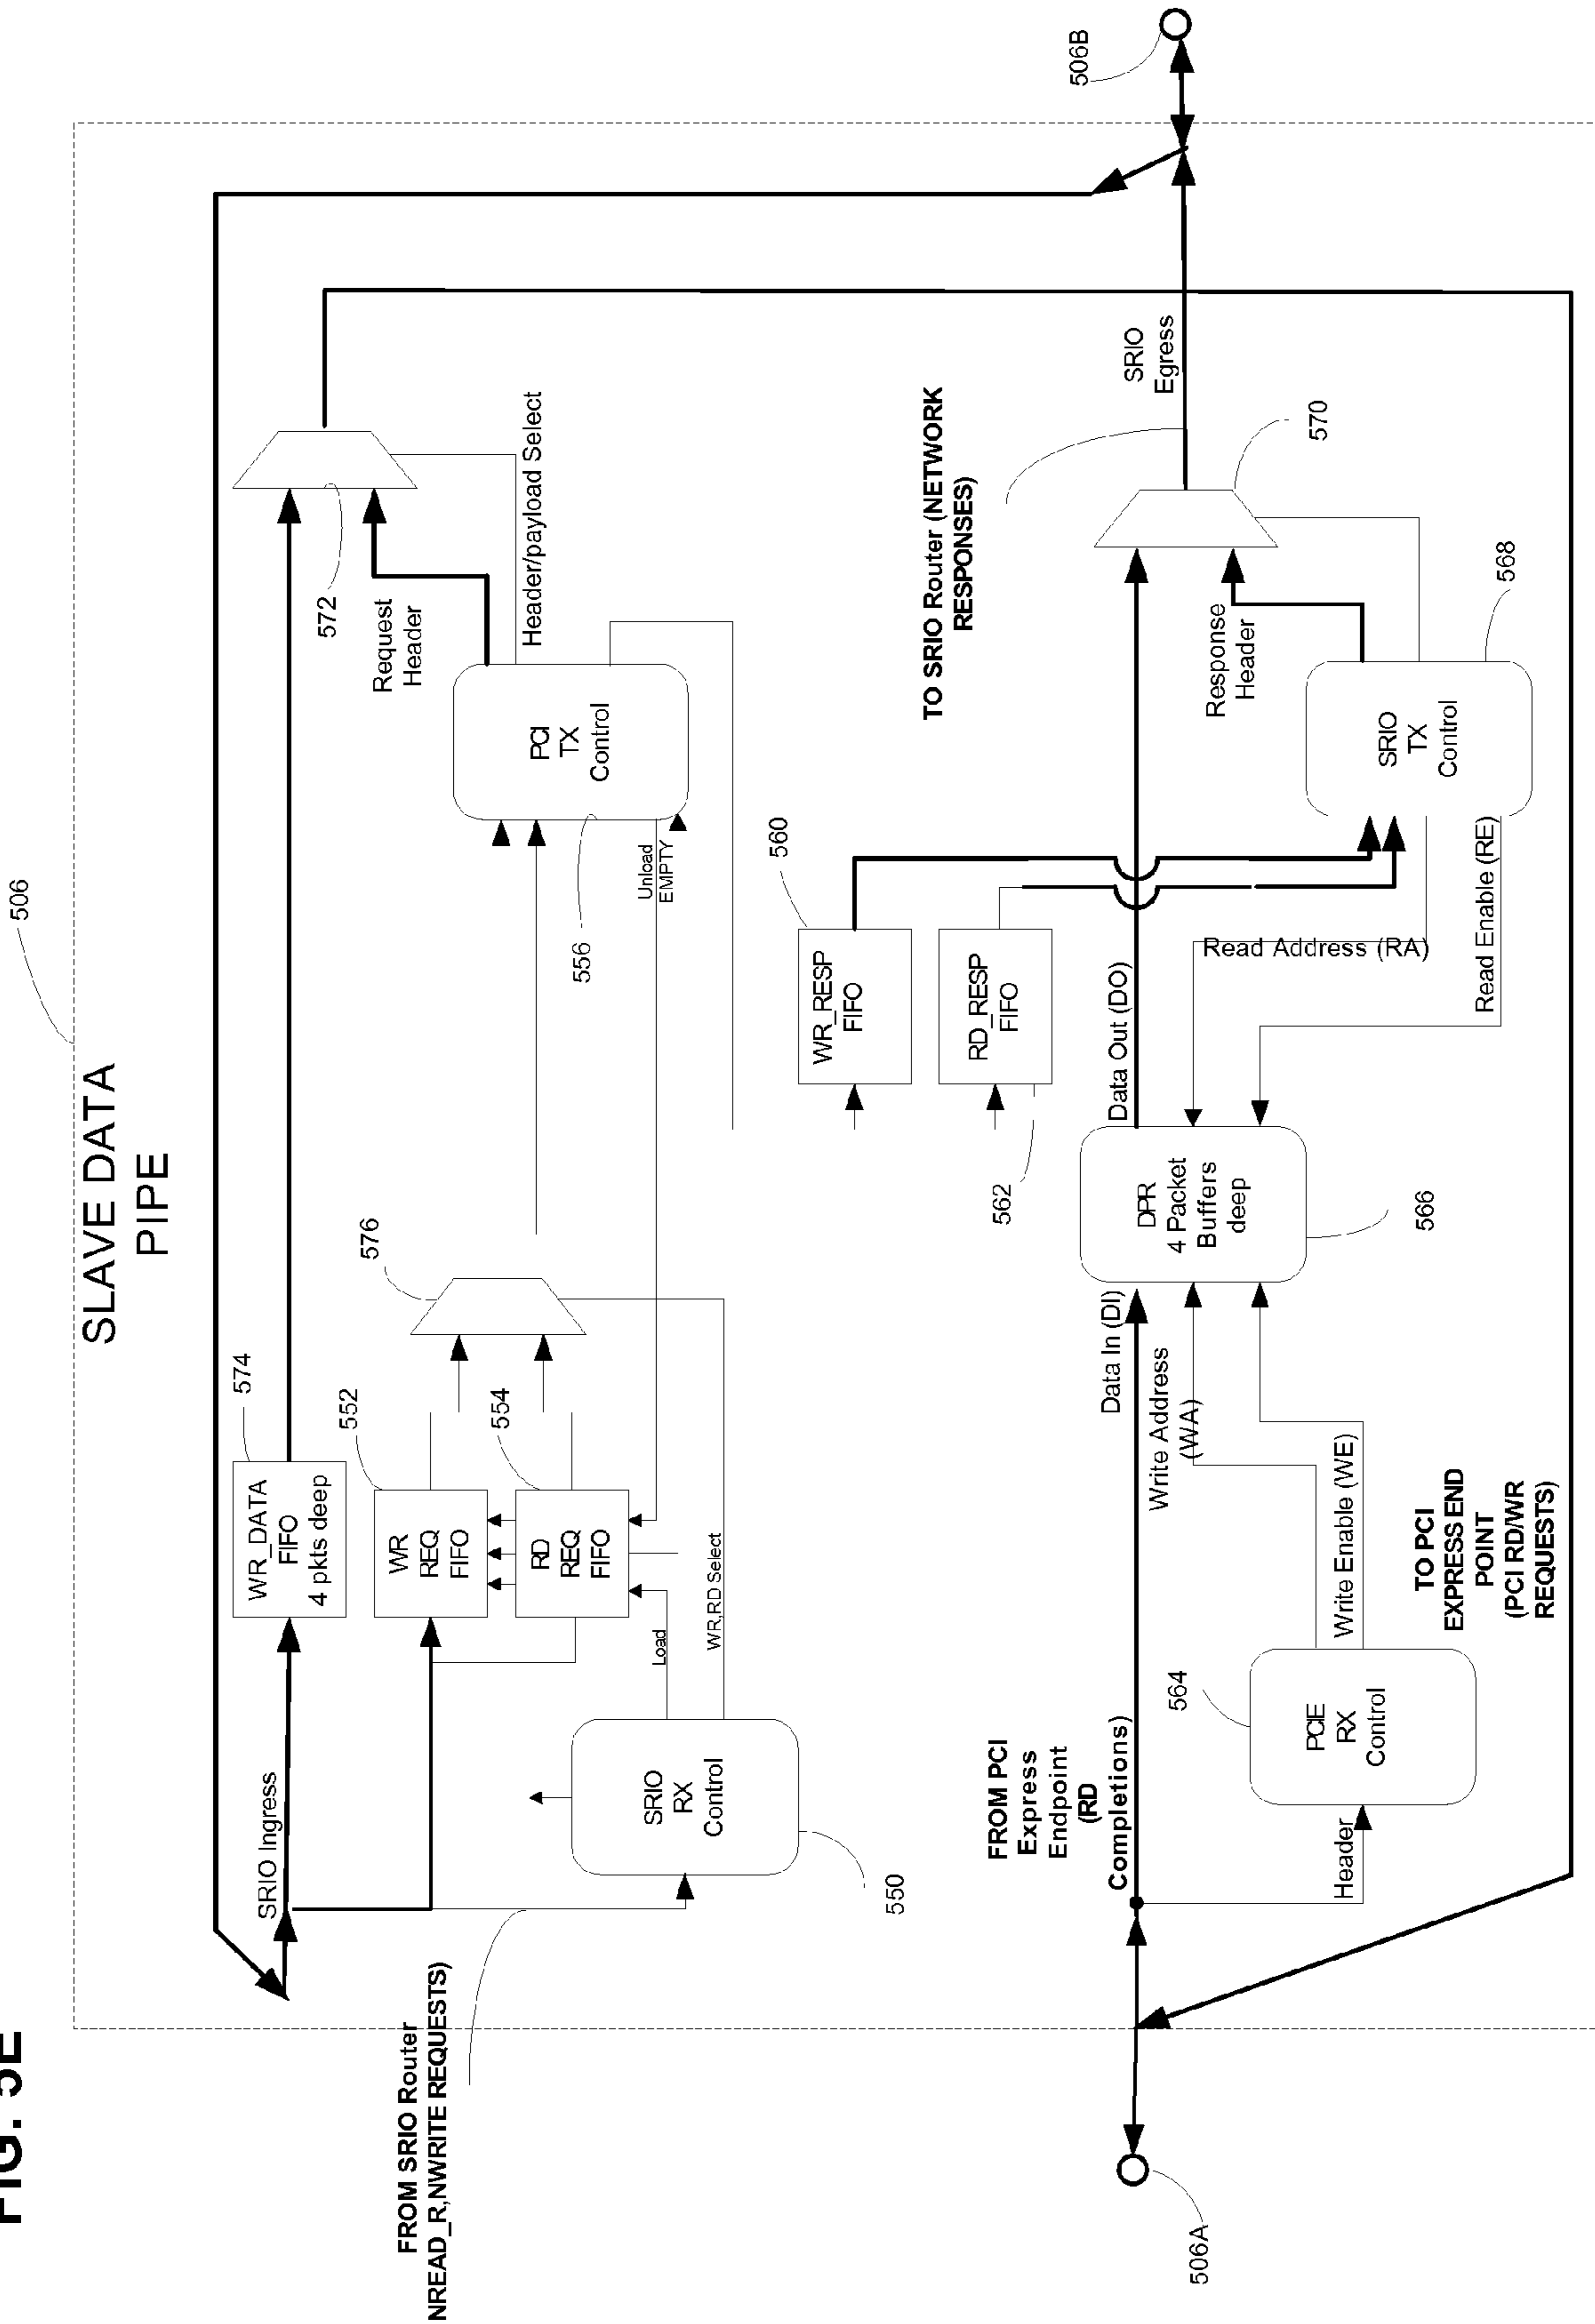 FIG. 5E
506
SLAVE DATA
PIPE
506B
574
WR_DATA
FIFO
4 pkts deep
SRIO Ingress
552
WR
REQ
FIFO
554
RD
REQ
FIFO
576
572
Request
Header
Header/payload Select
PCI
TX
Control
556
Unload
EMPTY
Load
WR,RD Select
SRIO
RX
Control
550
FROM SRIO Router
NREAD_R,NWRITE REQUESTS)
560
WR_RESP
FIFO
RD_RESP
FIFO
562
TO SRIO Router (NETWORK
RESPONSES)
SRIO
Egress
570
Response
Header
568
SRIO
TX
Control
Read Address (RA)
Read Enable (RE)
Data Out (DO)
DPR
4 Packet
Buffers
deep
566
Data In (DI)
Write Address
(WA)
Write Enable (WE)
FROM PCI
Express
Endpoint
(RD
Completions)
564
PCIE
RX
Control
Header
TO PCI
EXPRESS END
POINT
(PCI RD/WR
REQUESTS)
506A